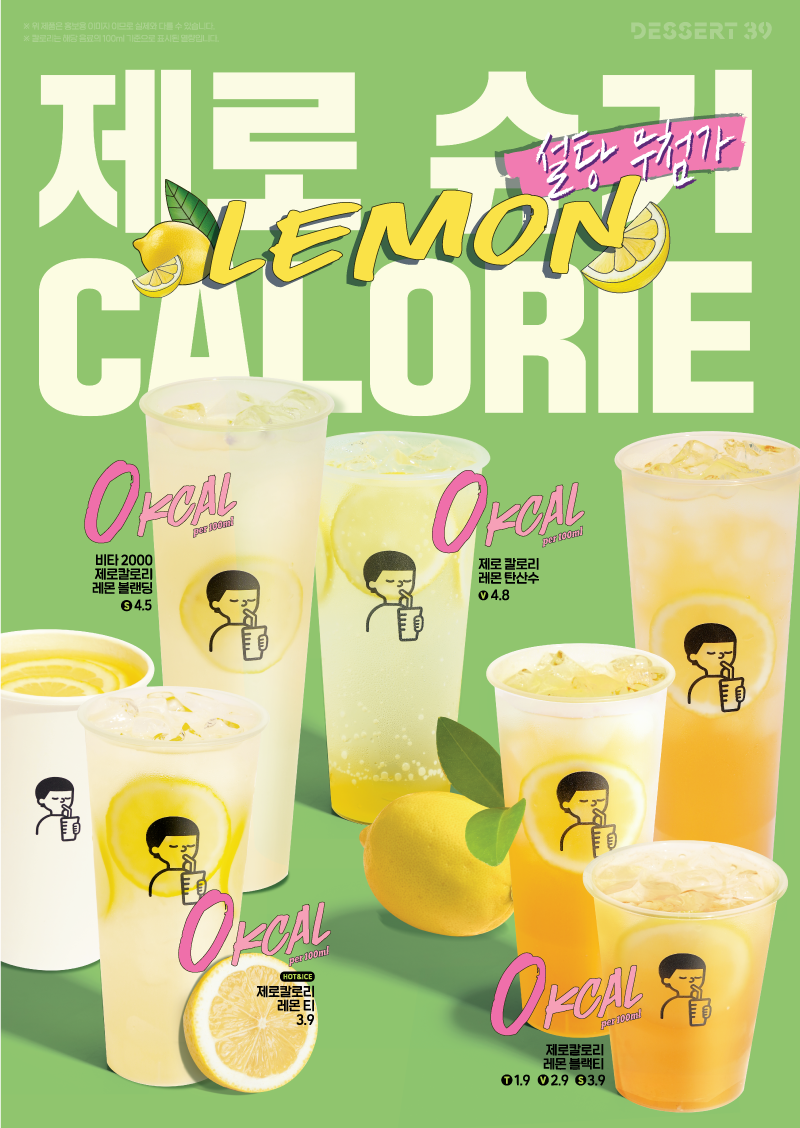 ※ 위 제품은 홍보용 이미지 컷으로 실제와 다를 수 있습니다.
※ 칼로리는 해당 음료의 100ml 기준으로 표시된 열량입니다.
DESSERT 39
제로 슈거
설탕 무첨가
LEMON
CALORIE
0KCAL
per 100ml
비타 2000
제로칼로리
레몬 블랜딩
S 4.5
0KCAL
per 100ml
제로 칼로리
레몬 탄산수
V 4.8
0KCAL
per 100ml
HOT&ICE
제로칼로리
레몬 티
3.9
0KCAL
per 100ml
제로칼로리
레몬 블랙티
T 1.9 V 2.9 S 3.9